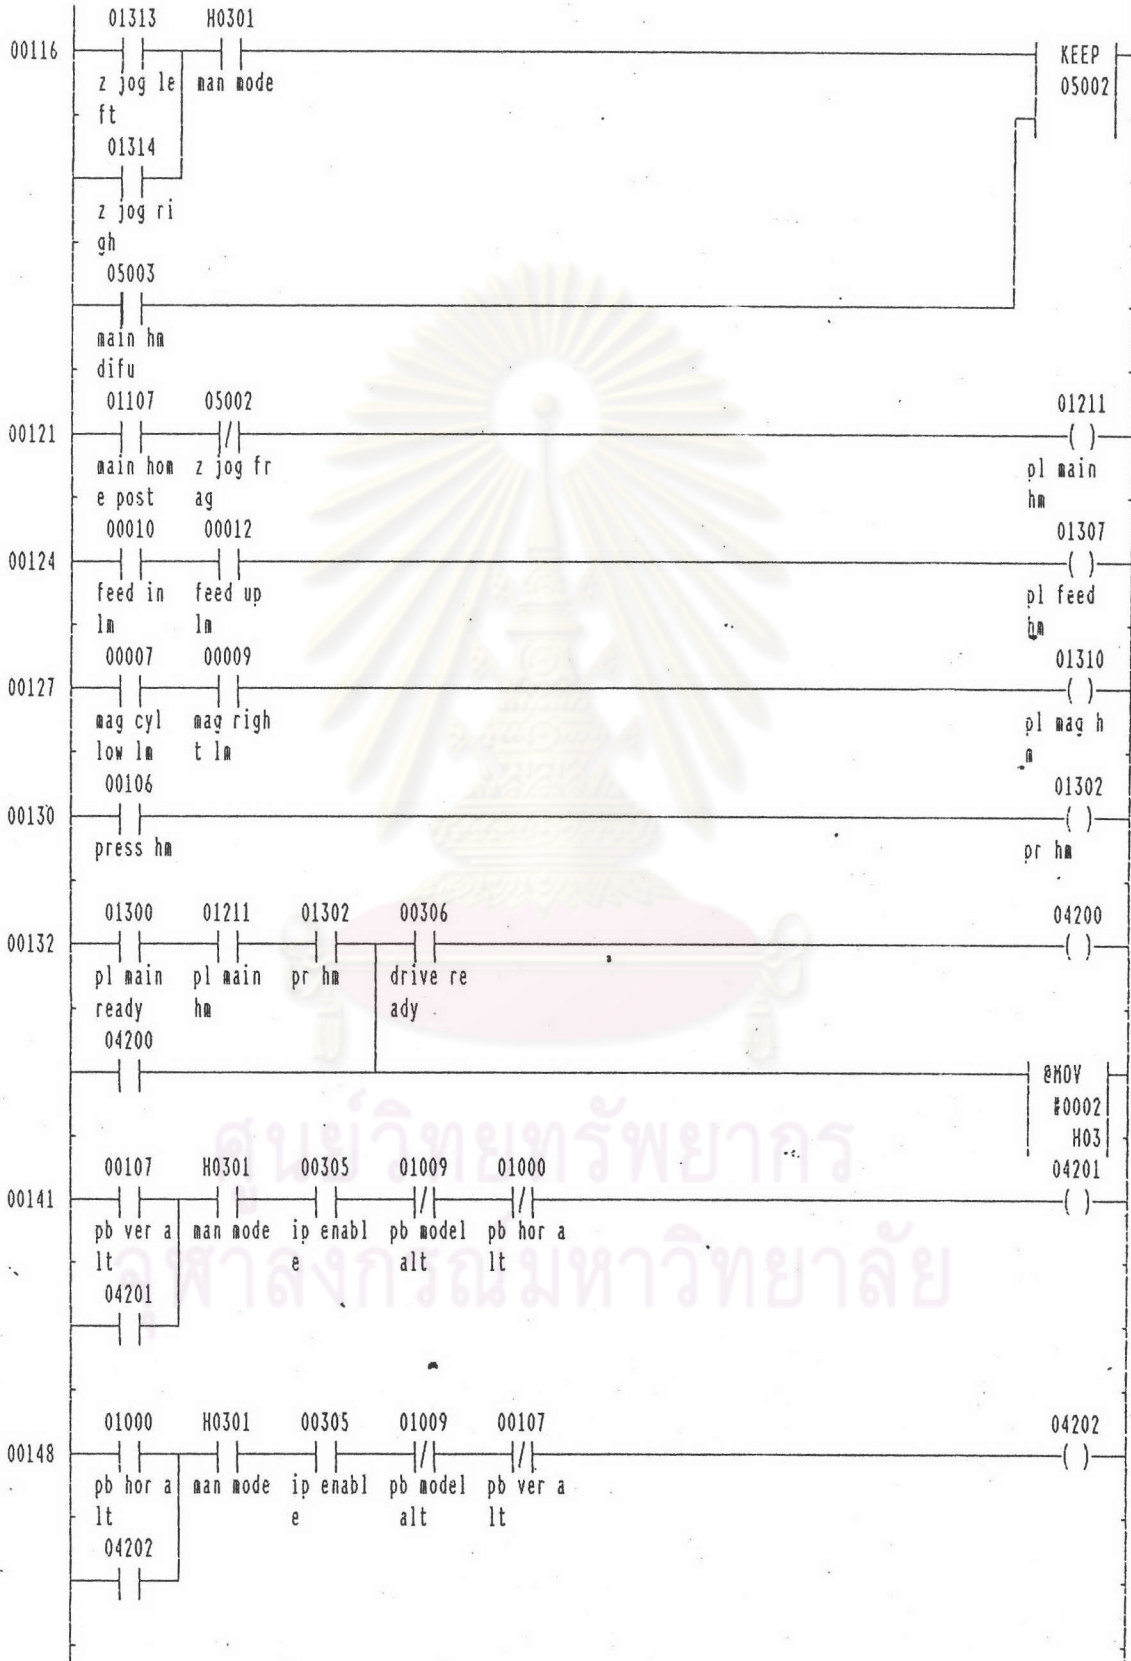 01313 H0301
00116 KEEP
z jog le man mode 05002
ft
01314
z jog ri
gh
05003
main hm
difu
01107 05002 01211
00121 ( )
main hom z jog fr pl main
e post ag hm
00010 00012 01307
00124 ( )
feed in feed up pl feed
lm lm hm
00007 00009 01310
00127 ( )
mag cyl mag righ pl mag h
low lm t lm m
00106 01302
00130 ( )
press hm pr hm
01300 01211 01302 00306 04200
00132 ( )
pl main pl main pr hm drive re
ready hm ady
04200
@MOV
#0002
H03
00107 H0301 00305 01009 01000 04201
00141 ( )
pb ver a man mode ip enabl pb model pb hor a
lt e alt lt
04201
01000 H0301 00305 01009 00107 04202
00148 ( )
pb hor a man mode ip enabl pb model pb ver a
lt e alt lt
04202
ศูนย์วิทยทรัพยากร
จุฬาลงกรณ์มหาวิทยาลัย